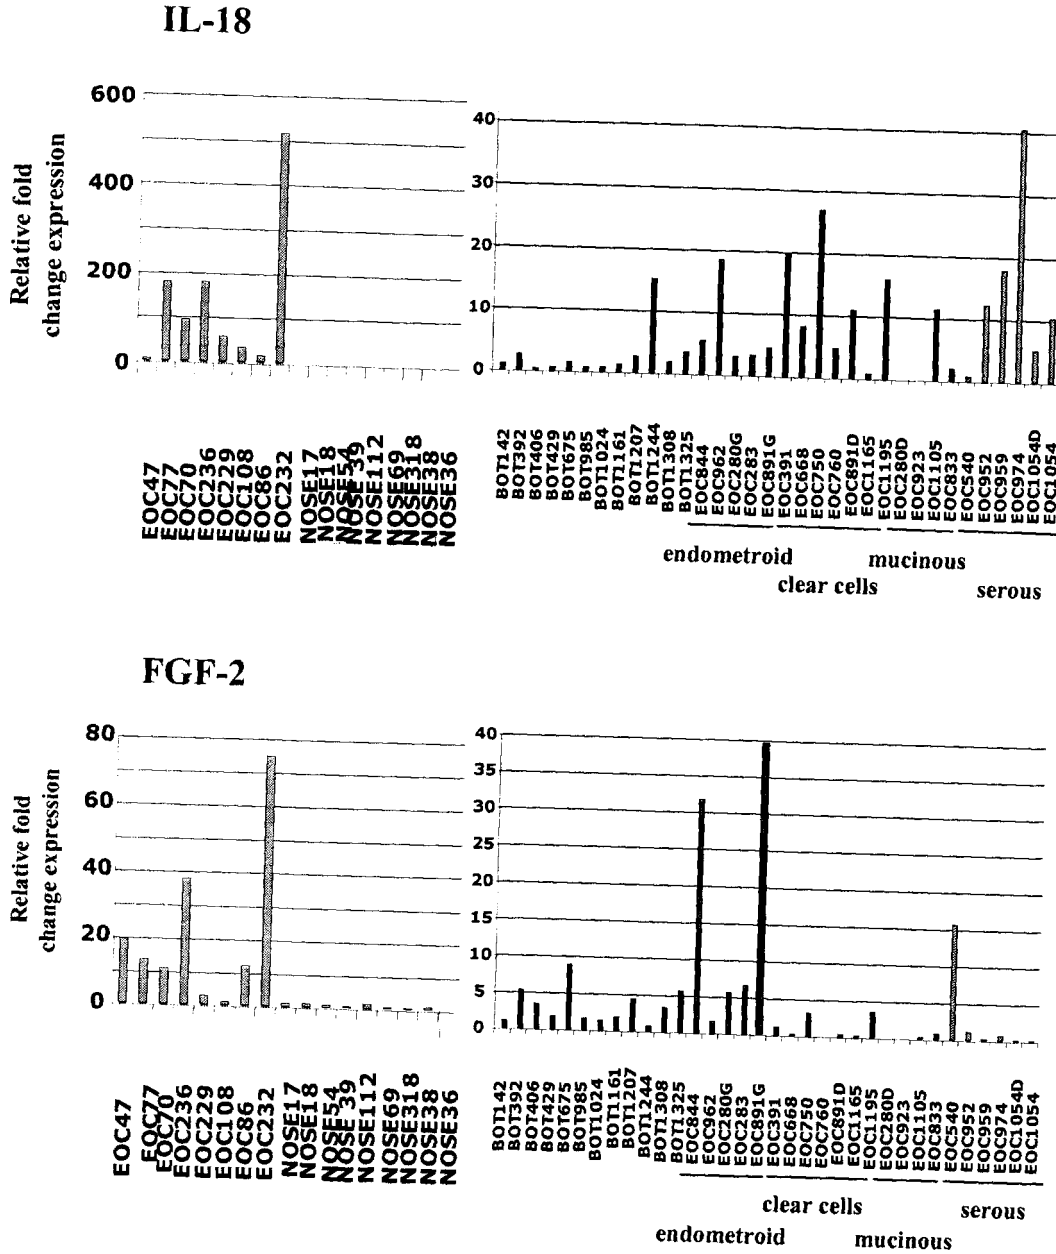 IL-18
Relative fold
change expression
600
400
200
0
40
30
20
10
0
EOC47
EOC77
EOC70
EOC236
EOC229
EOC108
EOC86
EOC232
NOSE17
NOSE18
NOSE54
NOSE39
NOSE112
NOSE69
NOSE318
NOSE38
NOSE36
BOT142
BOT392
BOT406
BOT429
BOT675
BOT985
BOT1024
BOT1161
BOT1207
BOT1244
BOT1308
BOT1325
EOC844
EOC962
EOC280G
EOC283
EOC891G
EOC391
EOC668
EOC750
EOC760
EOC891D
EOC1165
EOC1195
EOC280D
EOC923
EOC1105
EOC833
EOC540
EOC952
EOC959
EOC974
EOC1054D
EOC1054
endometroid
mucinous
clear cells
serous
FGF-2
Relative fold
change expression
80
60
40
20
0
40
35
30
25
20
15
10
5
0
EOC47
EOC77
EOC70
EOC236
EOC229
EOC108
EOC86
EOC232
NOSE17
NOSE18
NOSE54
NOSE 39
NOSE112
NOSE69
NOSE318
NOSE38
NOSE36
BOT142
BOT392
BOT406
BOT429
BOT675
BOT985
BOT1024
BOT1161
BOT1207
BOT1244
BOT1308
BOT1325
EOC844
EOC962
EOC280G
EOC283
EOC891G
EOC391
EOC668
EOC750
EOC760
EOC891D
EOC1165
EOC1195
EOC280D
EOC923
EOC1105
EOC833
EOC540
EOC952
EOC959
EOC974
EOC1054D
EOC1054
clear cells
serous
endometroid
mucinous